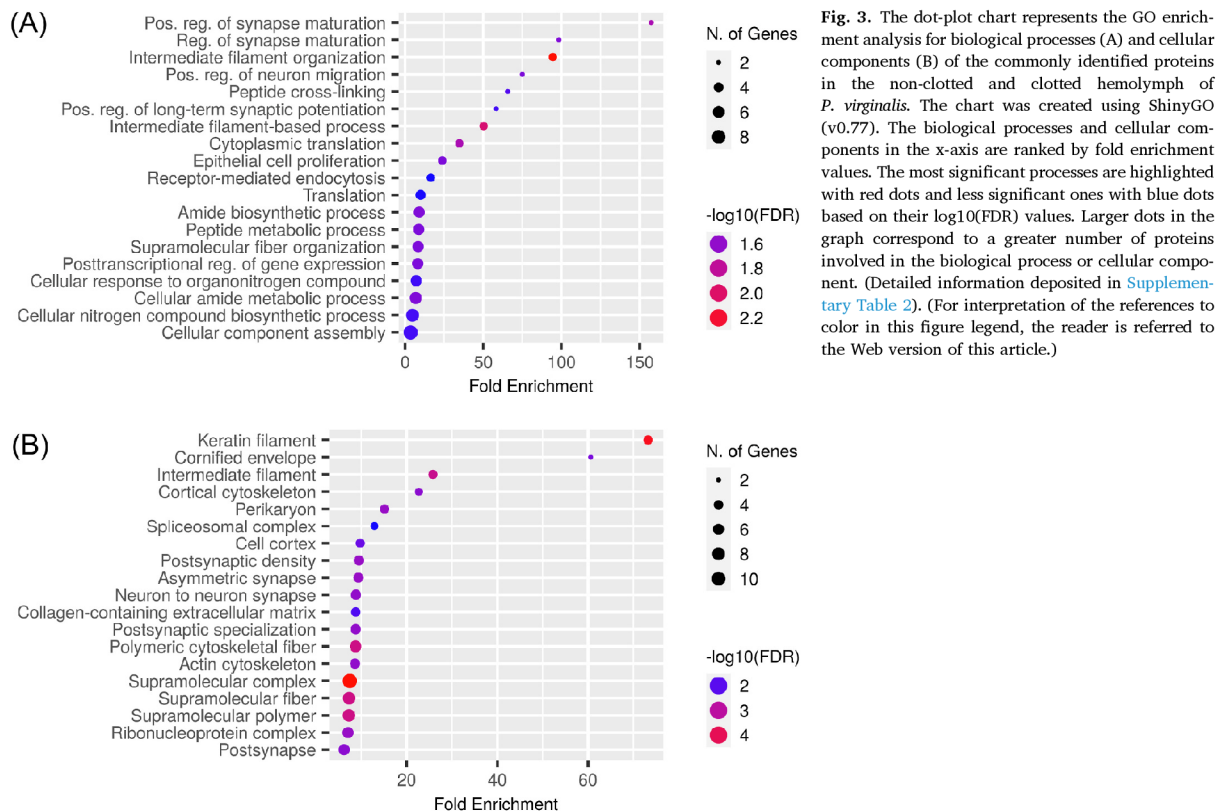 (A)
Pos. reg. of synapse maturation
Reg. of synapse maturation
Intermediate filament organization
Pos. reg. of neuron migration
Peptide cross-linking
Pos. reg. of long-term synaptic potentiation
Intermediate filament-based process
Cytoplasmic translation
Epithelial cell proliferation
Receptor-mediated endocytosis
Translation
Amide biosynthetic process
Peptide metabolic process
Supramolecular fiber organization
Posttranscriptional reg. of gene expression
Cellular response to organonitrogen compound
Cellular amide metabolic process
Cellular nitrogen compound biosynthetic process
Cellular component assembly
0 50 100 150
Fold Enrichment
N. of Genes
2
4
6
8
-log10(FDR)
1.6
1.8
2.0
2.2
Fig. 3. The dot-plot chart represents the GO enrich-
ment analysis for biological processes (A) and cellular
components (B) of the commonly identified proteins
in the non-clotted and clotted hemolymph of
P. virginalis. The chart was created using ShinyGO
(v0.77). The biological processes and cellular com-
ponents in the x-axis are ranked by fold enrichment
values. The most significant processes are highlighted
with red dots and less significant ones with blue dots
based on their log10(FDR) values. Larger dots in the
graph correspond to a greater number of proteins
involved in the biological process or cellular compo-
nent. (Detailed information deposited in Supplemen-
tary Table 2). (For interpretation of the references to
color in this figure legend, the reader is referred to
the Web version of this article.)
(B)
Keratin filament
Cornified envelope
Intermediate filament
Cortical cytoskeleton
Perikaryon
Spliceosomal complex
Cell cortex
Postsynaptic density
Asymmetric synapse
Neuron to neuron synapse
Collagen-containing extracellular matrix
Postsynaptic specialization
Polymeric cytoskeletal fiber
Actin cytoskeleton
Supramolecular complex
Supramolecular fiber
Supramolecular polymer
Ribonucleoprotein complex
Postsynapse
20 40 60
Fold Enrichment
N. of Genes
2
4
6
8
10
-log10(FDR)
2
3
4